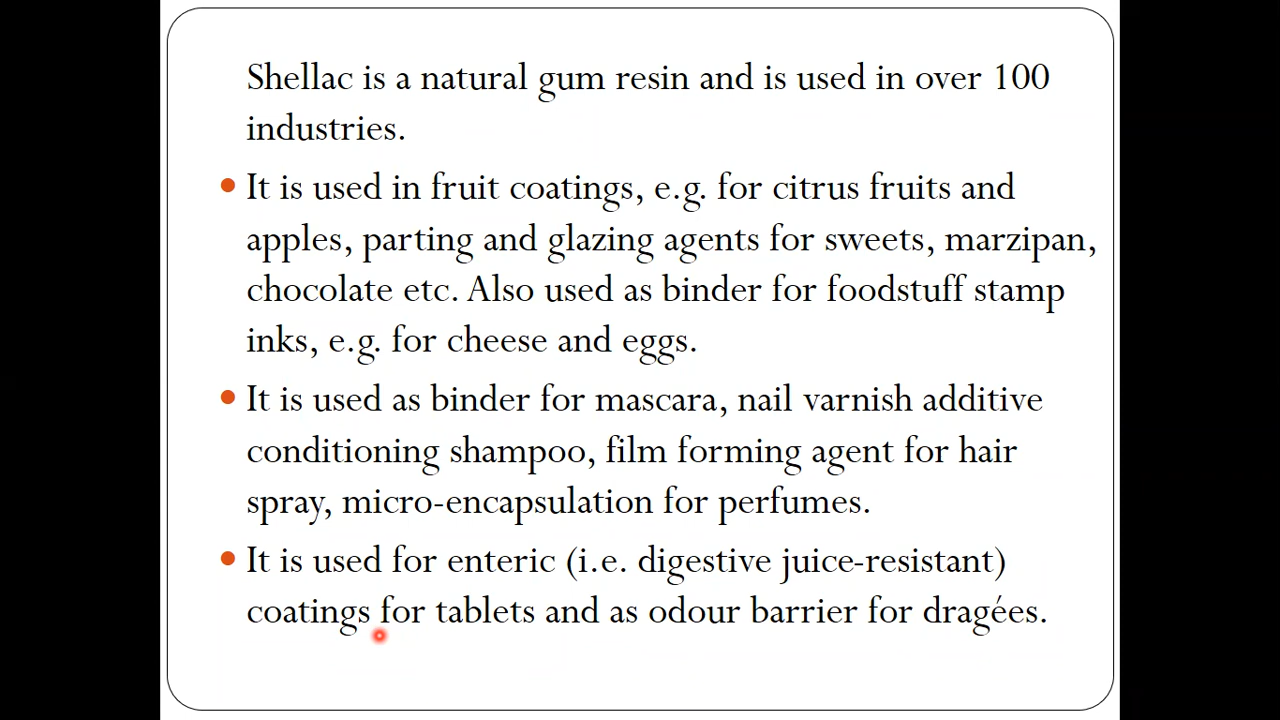 Shellac is a natural gum resin and is used in over 100
industries.
• It is used in fruit coatings, e.g. for citrus fruits and
apples, parting and glazing agents for sweets, marzipan,
chocolate etc. Also used as binder for foodstuff stamp
inks, e.g. for cheese and eggs.
• It is used as binder for mascara, nail varnish additive
conditioning shampoo, film forming agent for hair
spray, micro-encapsulation for perfumes.
• It is used for enteric (i.e. digestive juice-resistant)
coatings for tablets and as odour barrier for dragées.